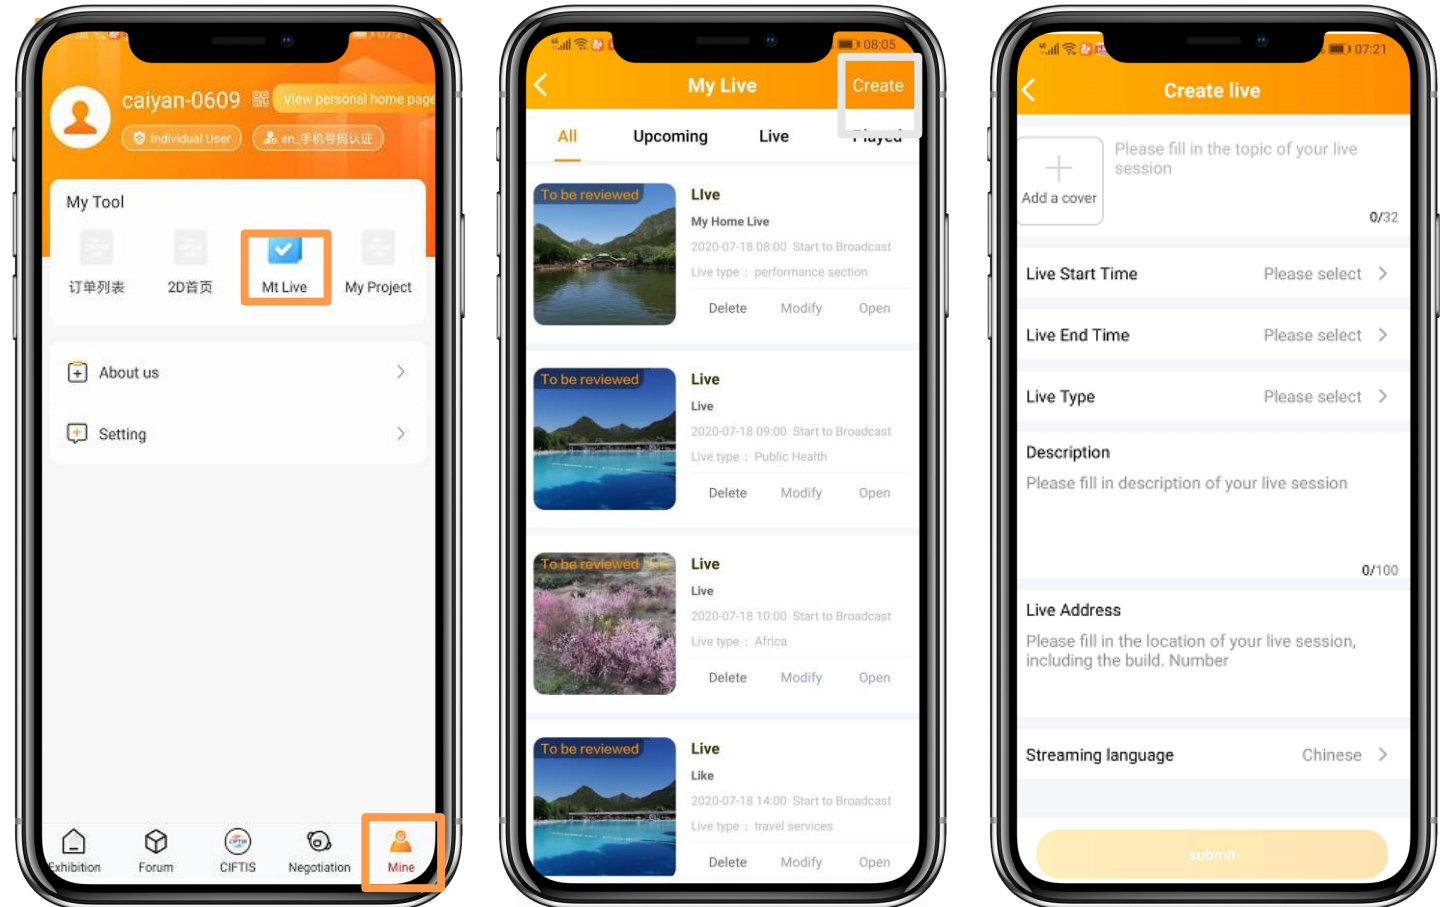 07:21
caiyan-0609
View personal home page
Individual User
en_手机号码认证
My Tool
订单列表
2D首页
Mt Live
My Project
About us
Setting
Exhibition
Forum
CIFTIS
Negotiation
Mine
08:05
My Live
Create
All
Upcoming
Live
Played
To be reviewed
LIve
My Home Live
2020-07-18 08:00 Start to Broadcast
Live type : performance section
Delete Modify Open
To be reviewed
Live
Live
2020-07-18 09:00 Start to Broadcast
Live type : Public Health
Delete Modify Open
To be reviewed
Live
Live
2020-07-18 10:00 Start to Broadcast
Live type : Africa
Delete Modify Open
To be reviewed
Live
Like
2020-07-18 14:00 Start to Broadcast
Live type : travel services
Delete Modify Open
07:21
Create live
Add a cover
Please fill in the topic of your live
session
0/32
Live Start Time Please select
Live End Time Please select
Live Type Please select
Description
Please fill in description of your live session
0/100
Live Address
Please fill in the location of your live session,
including the build. Number
Streaming language Chinese
submit